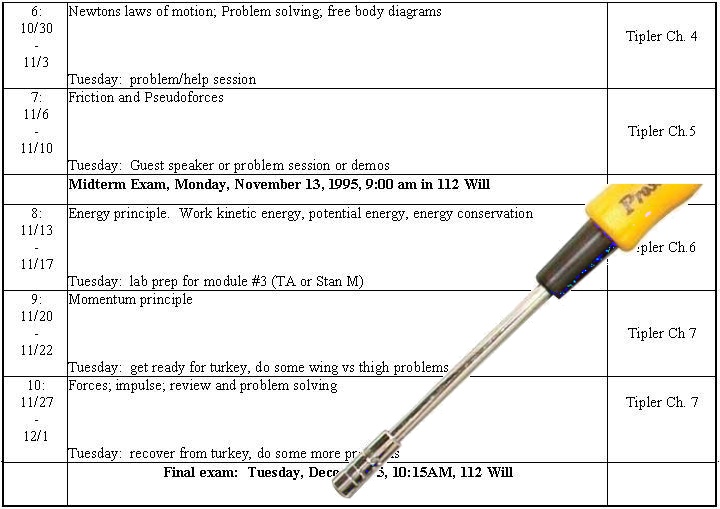 6:
10/30
-
11/3
Newtons laws of motion; Problem solving; free body diagrams
Tuesday: problem/help session
Tipler Ch. 4
7:
11/6
-
11/10
Friction and Pseudoforces
Tuesday: Guest speaker or problem session or demos
Tipler Ch.5
Midterm Exam, Monday, November 13, 1995, 9:00 am in 112 Will
8:
11/13
-
11/17
Energy principle. Work kinetic energy, potential energy, energy conservation
Tuesday: lab prep for module #3 (TA or Stan M)
Ch.6
9:
11/20
-
11/22
Momentum principle
Tuesday: get ready for turkey, do some wing vs thigh problems
Tipler Ch 7
10:
11/27
-
12/1
Forces; impulse; review and problem solving
Tuesday: recover from turkey, do some more
Tipler Ch. 7
Final exam: Tuesday, 10:15AM, 112 Will